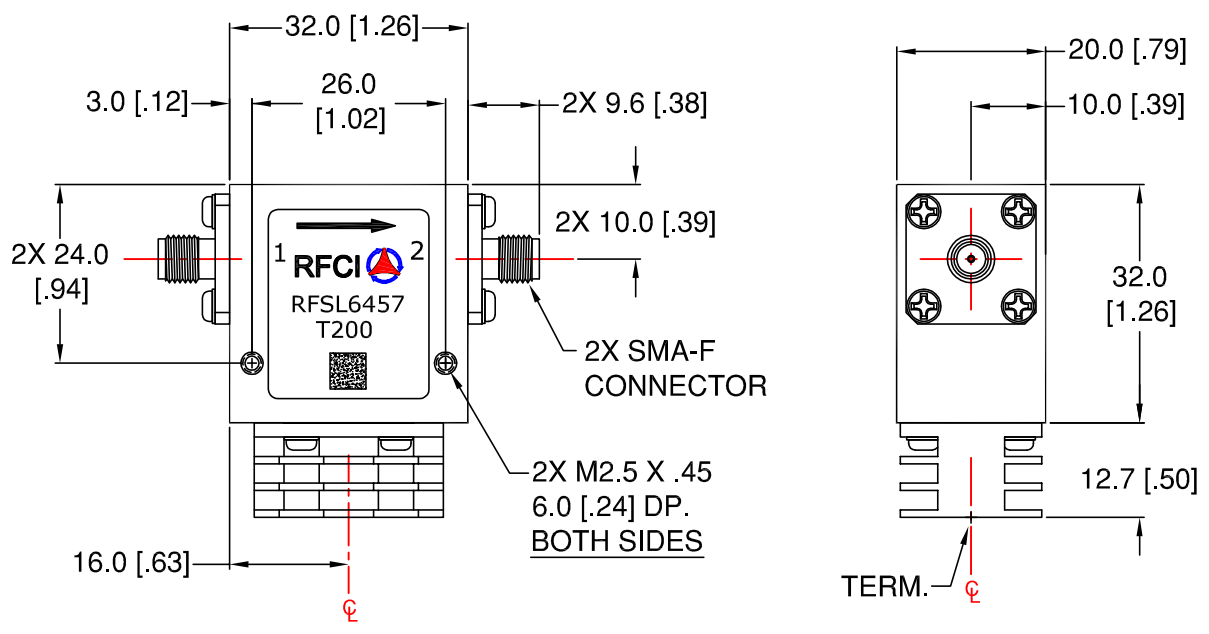 32.0 [1.26]
3.0 [.12]
26.0
[1.02]
2X 9.6 [.38]
2X 24.0
[.94]
2X 10.0 [.39]
1
2
RFCI
RFSL6457
T200
2X SMA-F
CONNECTOR
2X M2.5 X .45
6.0 [.24] DP.
BOTH SIDES
16.0 [.63]
℄
20.0 [.79]
10.0 [.39]
32.0
[1.26]
12.7 [.50]
TERM.
℄